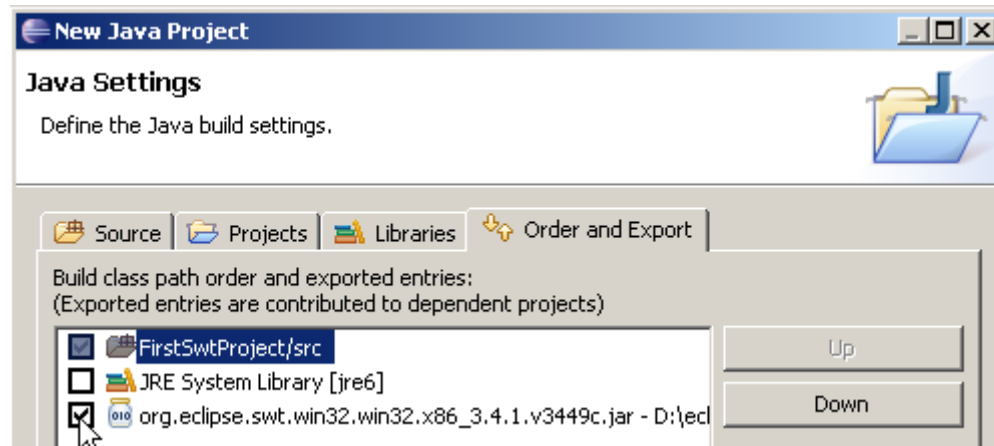 New Java Project
Java Settings
Define the Java build settings.
Source Projects Libraries Order and Export
Build class path order and exported entries:
(Exported entries are contributed to dependent projects)
FirstSwtProject/src
Up
JRE System Library [jre6]
org.eclipse.swt.win32.win32.x86_3.4.1.v3449c.jar - D:\ecl
Down